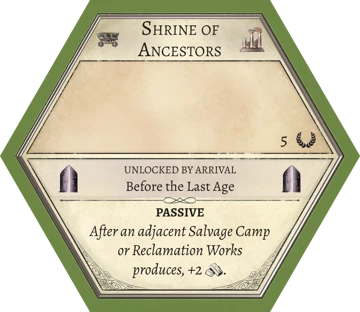 SHRINE OF
ANCESTORS
5
UNLOCKED BY ARRIVAL
Before the Last Age
PASSIVE
After an adjacent Salvage Camp
or Reclamation Works
produces, +2 .